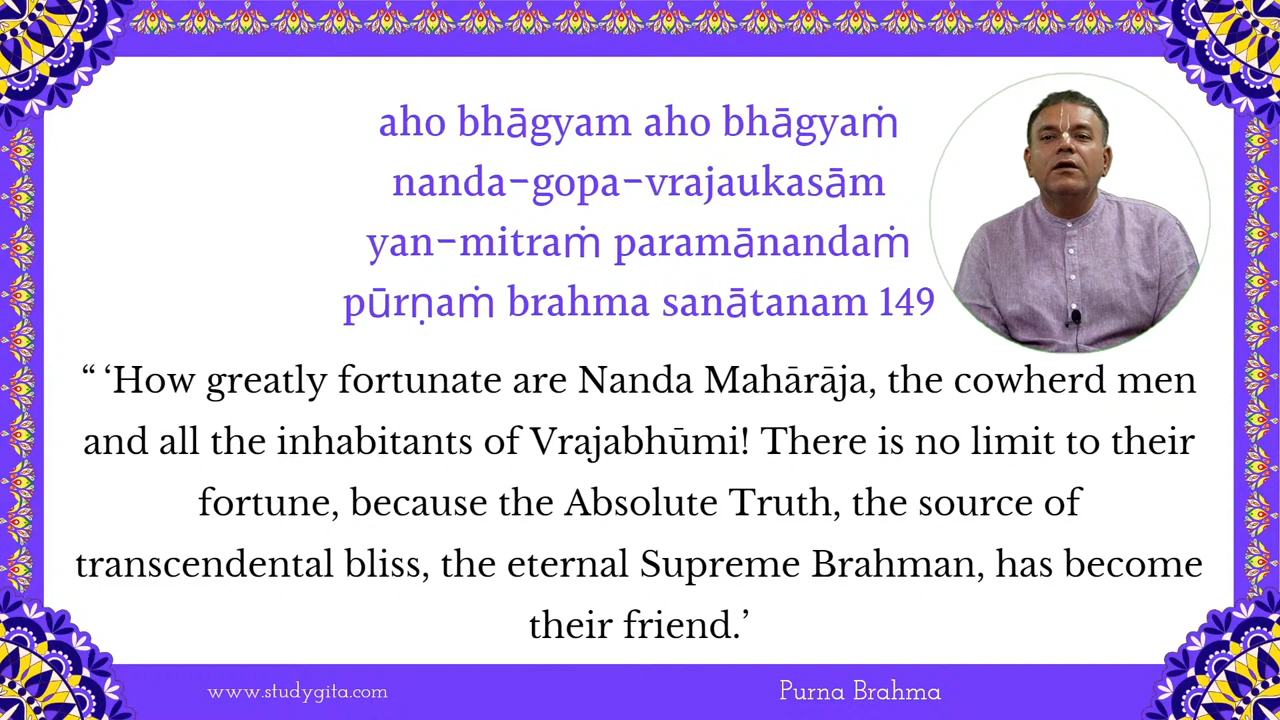 aho bhāgyam aho bhāgyaṁ
nanda-gopa-vrajaukasām
yan-mitraṁ paramānandaṁ
pūrṇaṁ brahma sanātanam 149
“ ‘How greatly fortunate are Nanda Mahārāja, the cowherd men
and all the inhabitants of Vrajabhūmi! There is no limit to their
fortune, because the Absolute Truth, the source of
transcendental bliss, the eternal Supreme Brahman, has become
their friend.’
www.studygita.com
Purna Brahma